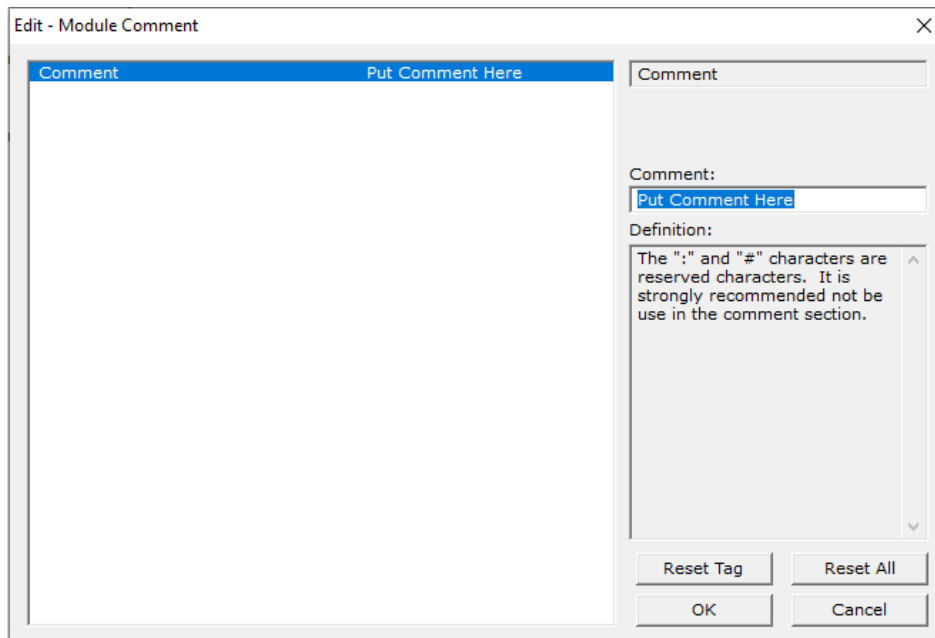 Edit - Module Comment
Comment Put Comment Here
Comment
Comment:
Put Comment Here
Definition:
The ":" and "#" characters are
reserved characters.  It is
strongly recommended not be
use in the comment section.
Reset Tag Reset All
OK Cancel